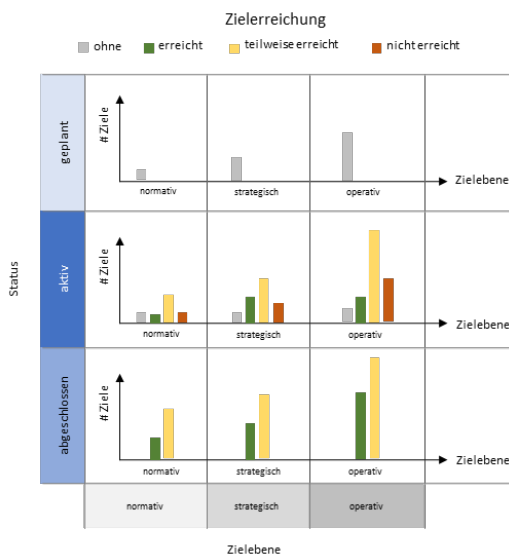 Zielerreichung
ohne
erreicht
teilweise erreicht
nicht erreicht
Status
geplant
# Ziele
normativ
strategisch
operativ
Zielebene
aktiv
# Ziele
normativ
strategisch
operativ
Zielebene
abgeschlossen
# Ziele
normativ
strategisch
operativ
Zielebene
normativ
strategisch
operativ
Zielebene